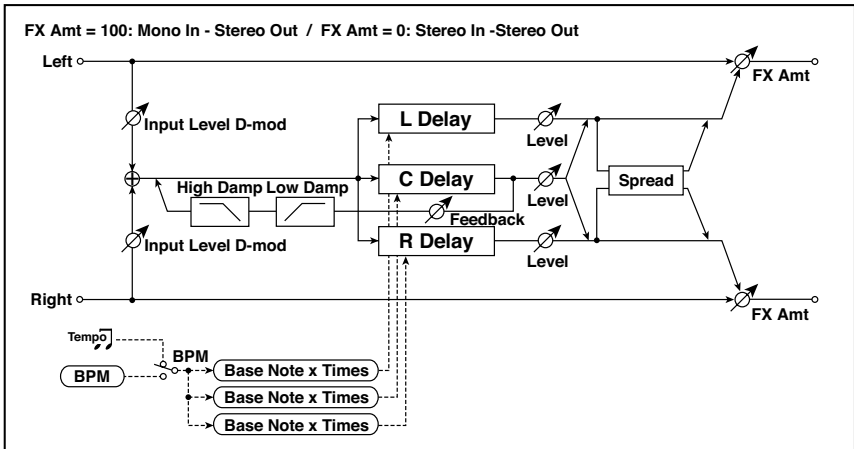 FX Amt = 100: Mono In - Stereo Out / FX Amt = 0: Stereo In -Stereo Out
Left
FX Amt
Input Level D-mod
L Delay
Level
High Damp
Low Damp
C Delay
Level
Spread
Feedback
Input Level D-mod
R Delay
Level
Right
FX Amt
Tempo
BPM
BPM
Base Note x Times
Base Note x Times
Base Note x Times